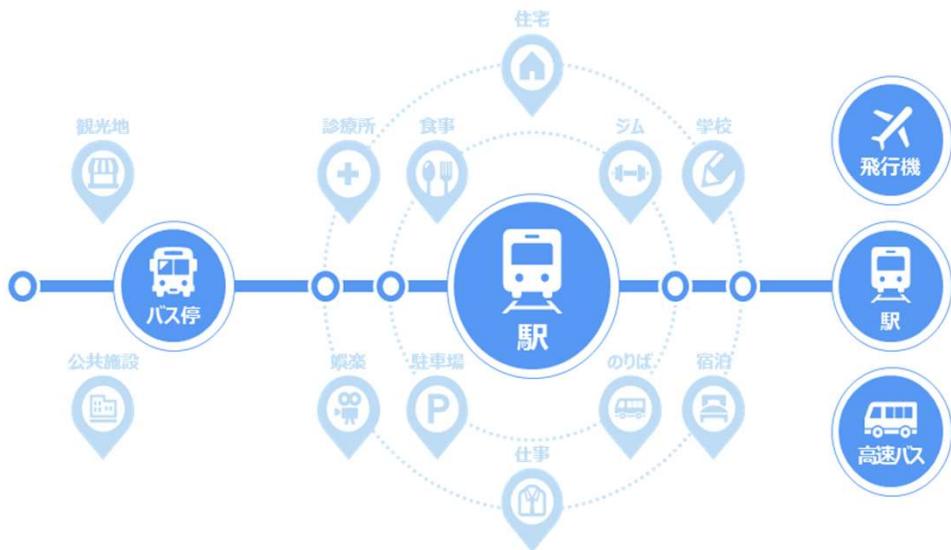 住宅
観光地
診療所
食事
ジム
学校
飛行機
バス停
駅
駅
公共施設
娯楽
駐車場
のりば
宿泊
高速バス
仕事
P